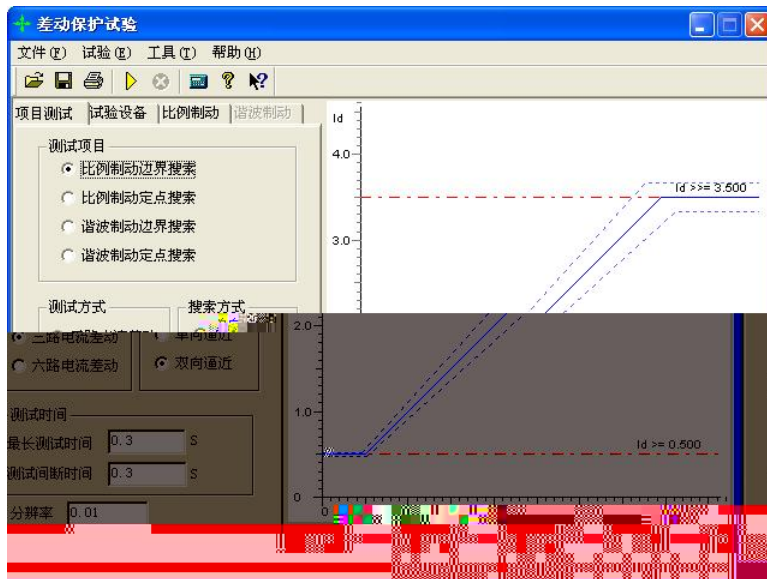 差动保护试验
文件(F) 试验(E) 工具(T) 帮助(H)
项目测试 试验设备 比例制动 谐波制动
测试项目
比例制动边界搜索
比例制动定点搜索
谐波制动边界搜索
谐波制动定点搜索
测试方式 搜索方式
三路电流差动
六路电流差动 双向逼近
测试时间
最长测试时间 0.3 S
测试间断时间 0.3 S
分辨率 0.01
Id
4.0
Id >>= 3.500
3.0
2.0
1.0
Id >= 0.500
0
0